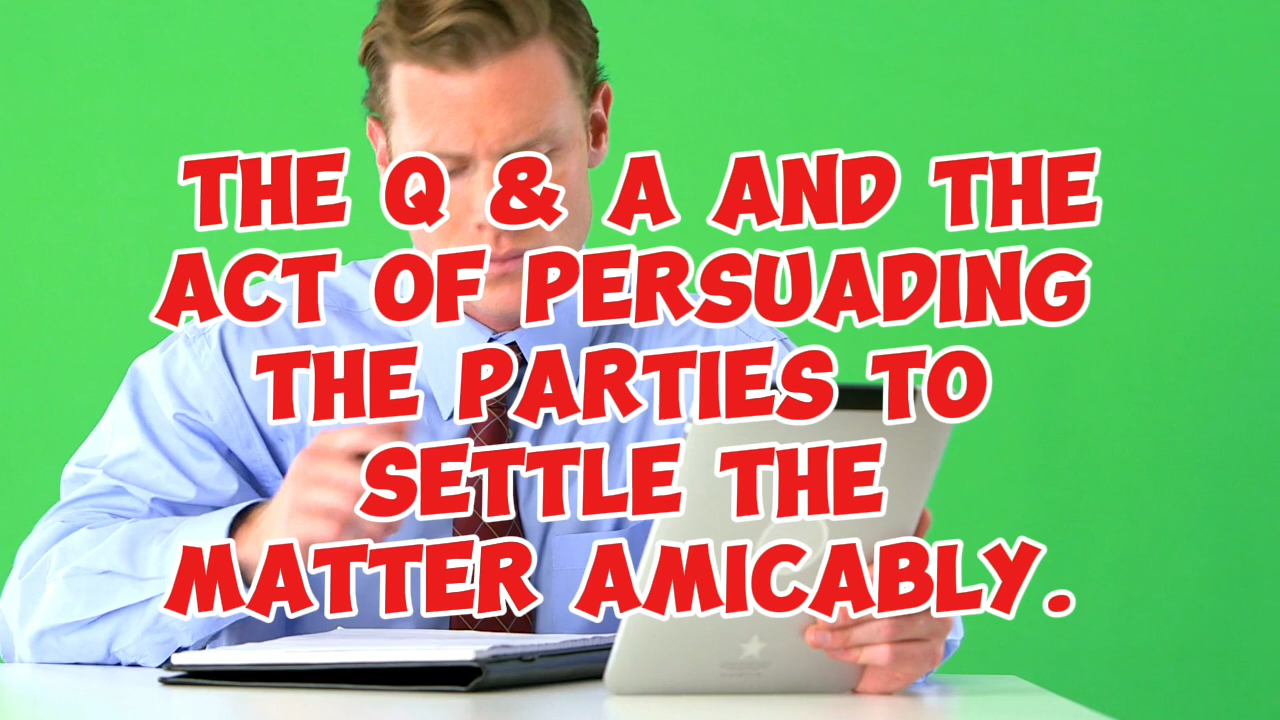 THE Q & A AND THE
ACT OF PERSUADING
THE PARTIES TO
SETTLE THE
MATTER AMICABLY.